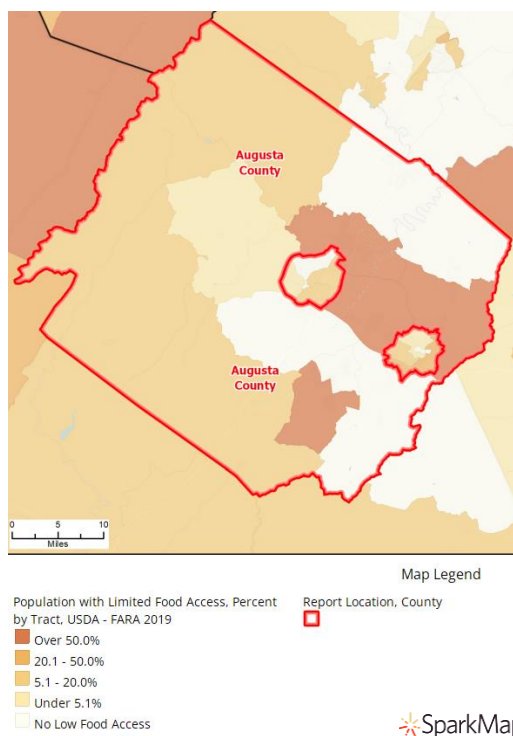 Augusta
County
Augusta
County
0 5 10
Miles
Map Legend
Population with Limited Food Access, Percent
by Tract, USDA - FARA 2019
Over 50.0%
20.1 - 50.0%
5.1 - 20.0%
Under 5.1%
No Low Food Access
Report Location, County
SparkMap